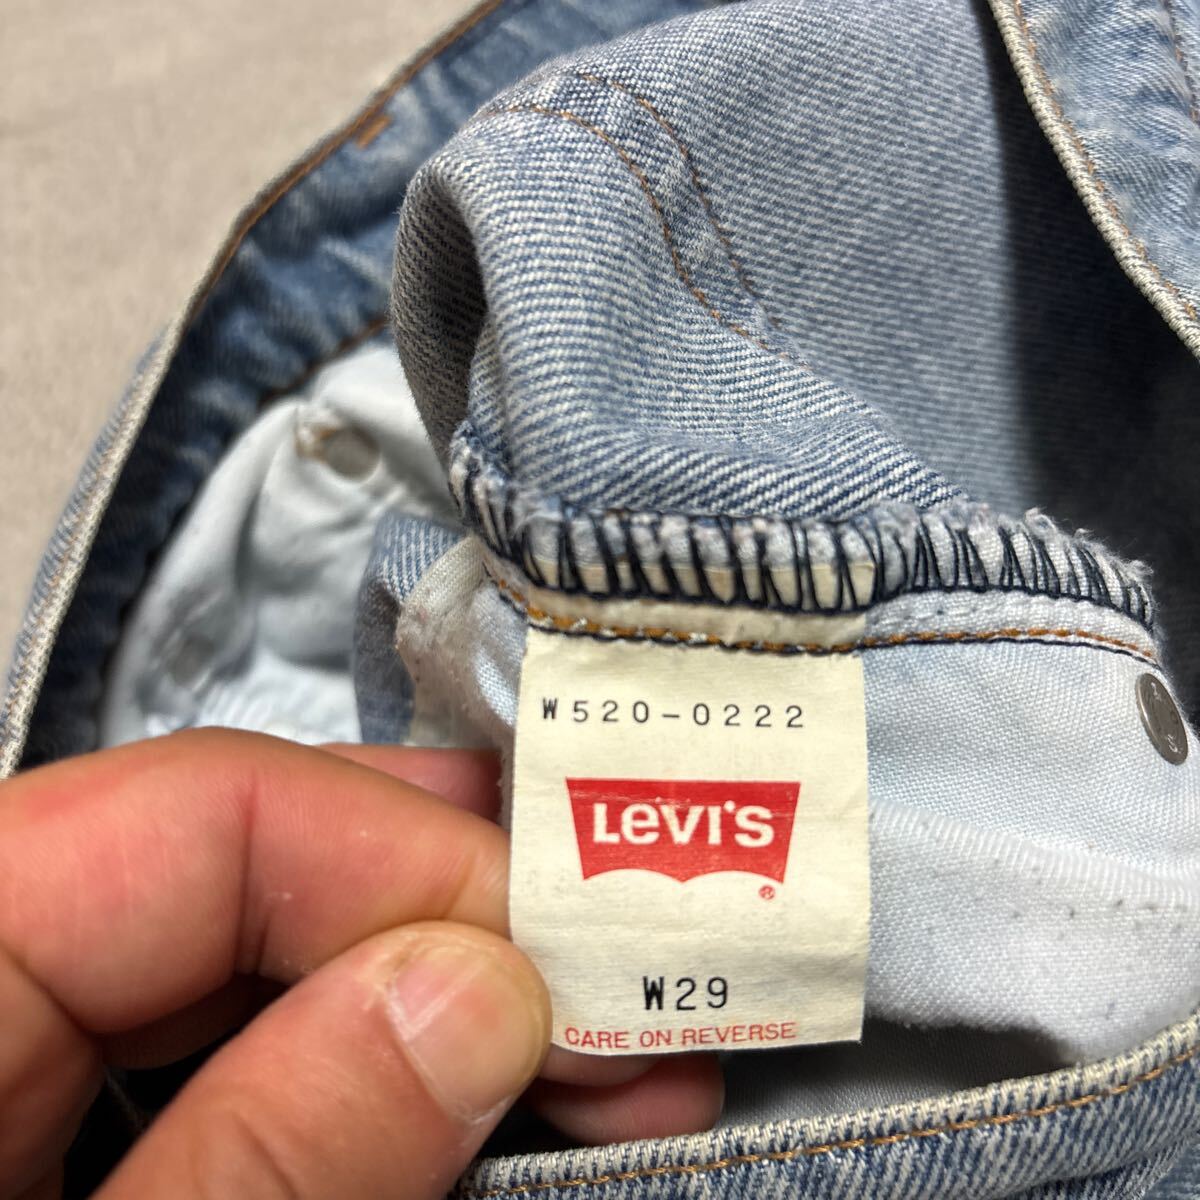 W520-0222
Levi's
®
W29
CARE ON REVERSE